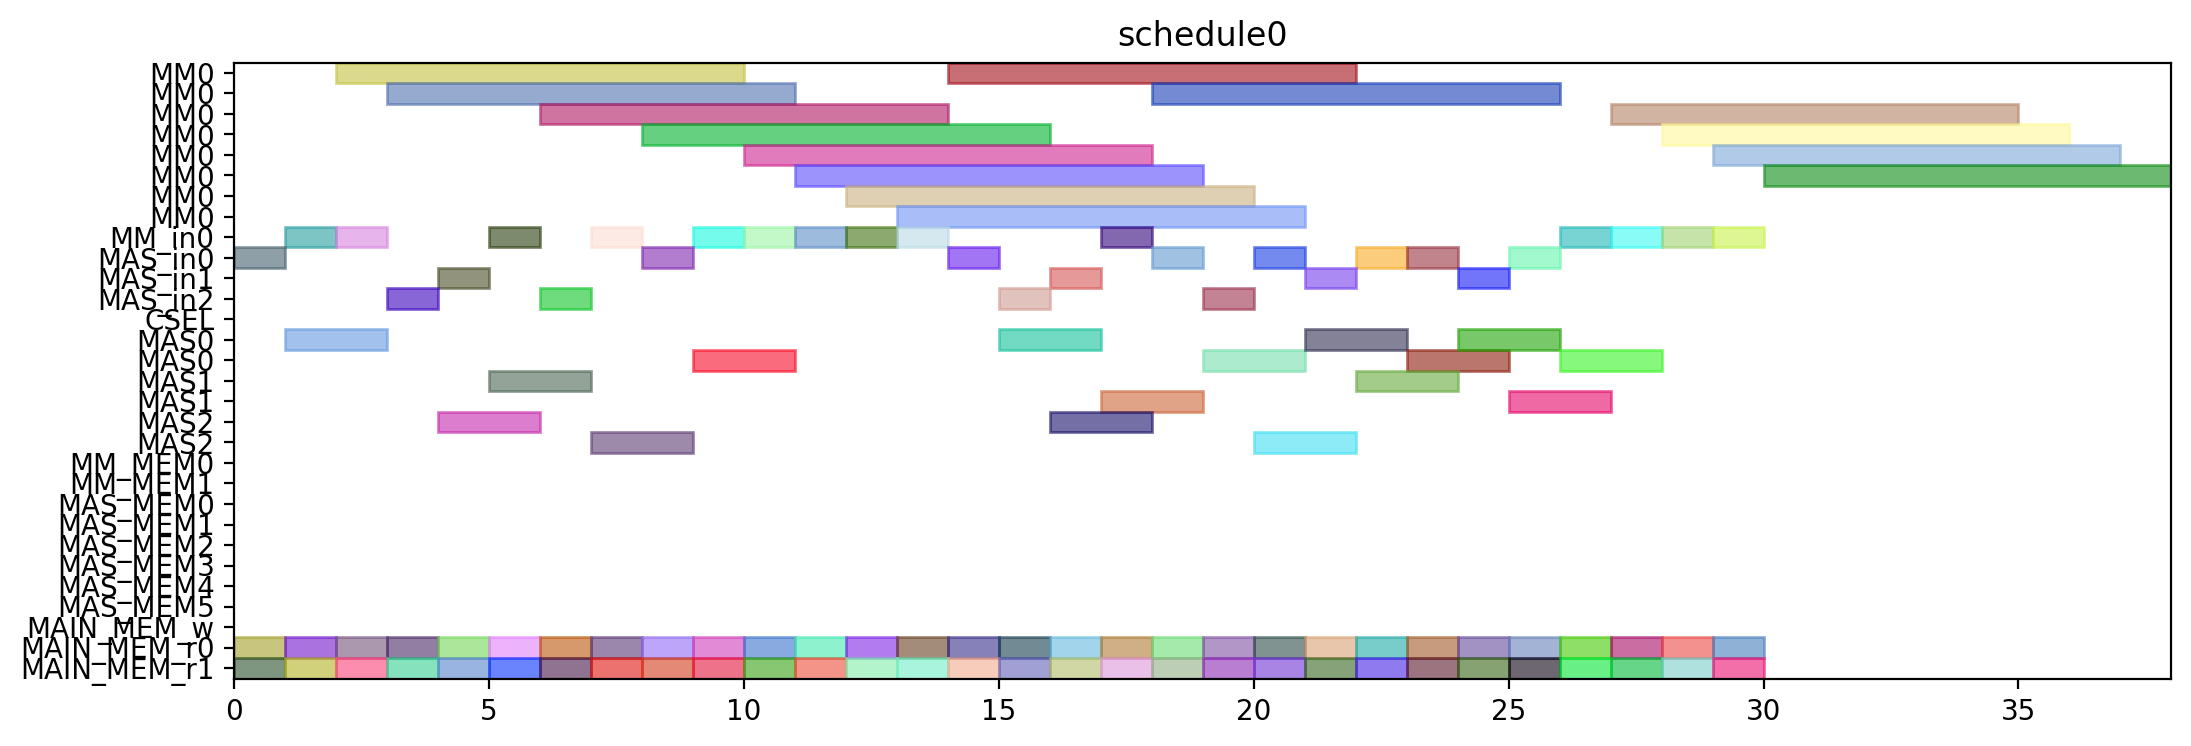 schedule0
MM0
MM0
MM0
MM0
MM0
MM0
MM0
MM0
MM_in0
MAS_in0
MAS_in1
MAS_in2
CSEL
MAS0
MAS0
MAS1
MAS1
MAS2
MAS2
MM_MEM0
MM_MEM1
MAS_MEM0
MAS_MEM1
MAS_MEM2
MAS_MEM3
MAS_MEM4
MAS_MEM5
MAIN_MEM_w
MAIN_MEM_r0
MAIN_MEM_r1
0 5 10 15 20 25 30 35